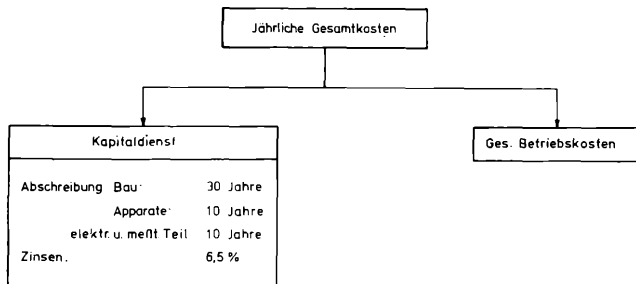 Jährliche Gesamtkosten
Kapitaldienst
Ges. Betriebskosten
Abschreibung Bau: 30 Jahre
Apparate: 10 Jahre
elektr. u. meßt Teil 10 Jahre
Zinsen. 6,5 %